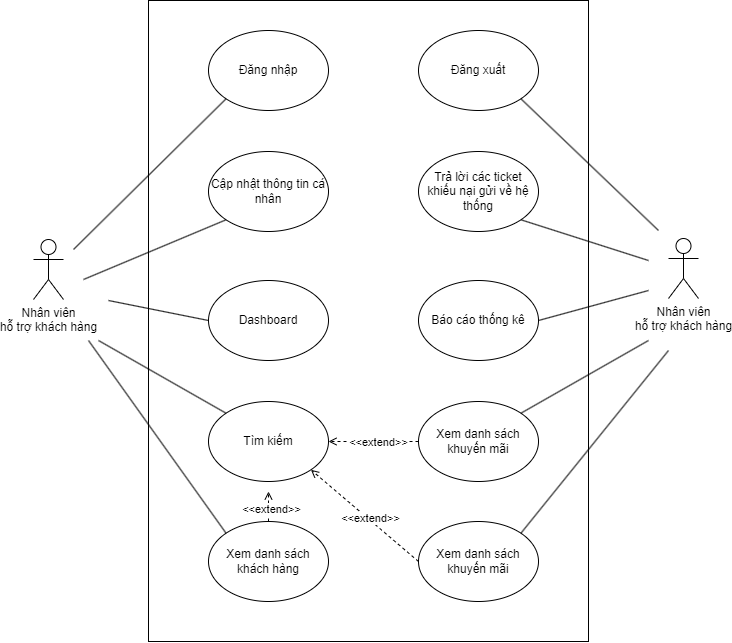 Đăng nhập
Đăng xuất
Cập nhật thông tin cá
nhân
Trả lời các ticket
khiếu nại gửi về hệ
thống
Nhân viên
hỗ trợ khách hàng
Nhân viên
hỗ trợ khách hàng
Dashboard
Báo cáo thống kê
Tìm kiếm
<<extend>>
Xem danh sách
khuyến mãi
<<extend>>
<<extend>>
Xem danh sách
khách hàng
Xem danh sách
khuyến mãi